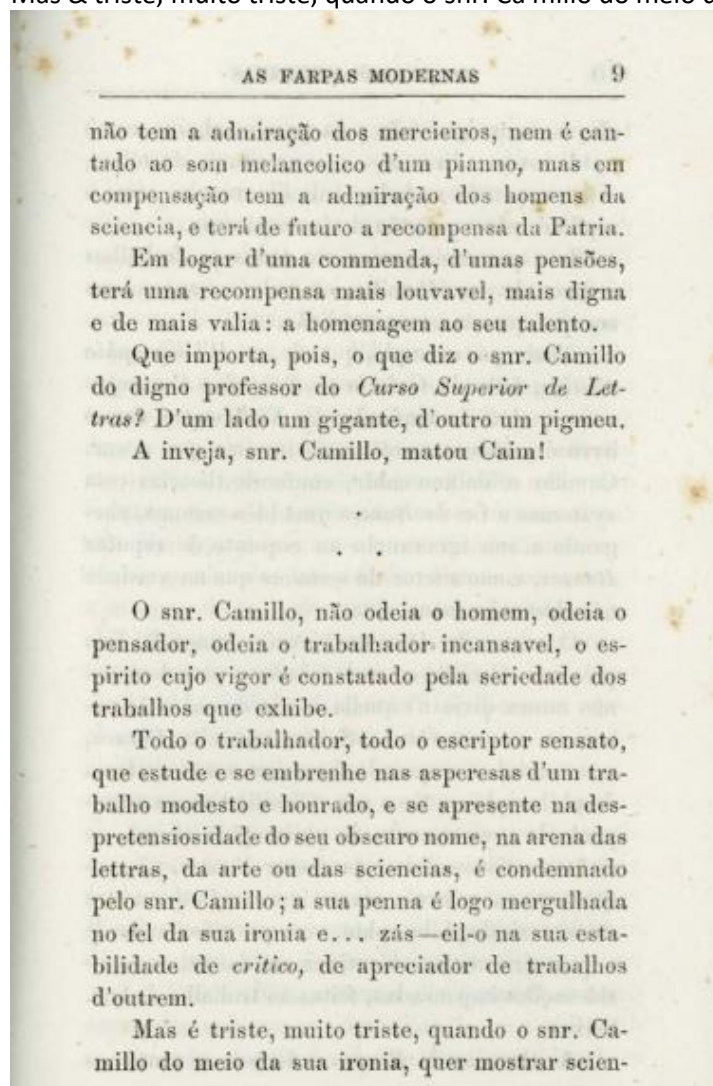 Mas & triste, muito triste, quando o snr. Ca millo do meio d
AS FARPAS MODERNAS 9
não tem a admiração dos mercieiros, nem é can-
tado ao som melancolico d'um pianno, mas em
compensação tem a admiração dos homens da
sciencia, e terá de futuro a recompensa da Patria.
Em logar d'uma commenda, d'umas pensões,
terá uma recompensa mais louvavel, mais digna
e de mais valia: a homenagem ao seu talento.
Que importa, pois, o que diz o snr. Camillo
do digno professor do Curso Superior de Let-
tras? D'um lado um gigante, d'outro um pigmeu.
A inveja, snr. Camillo, matou Caim!
O snr. Camillo, não odeia o homem, odeia o
pensador, odeia o trabalhador incansavel, o es-
pirito cujo vigor é constatado pela seriedade dos
trabalhos que exhibe.
Todo o trabalhador, todo o escriptor sensato,
que estude e se embrenhe nas asperesas d'um tra-
balho modesto e honrado, e se apresente na des-
pretensiosidade do seu obscuro nome, na arena das
lettras, da arte ou das sciencias, é condemnado
pelo snr. Camillo; a sua penna é logo mergulhada
no fel da sua ironia e... zás—eil-o na sua esta-
bilidade de critico, de apreciador de trabalhos
d'outrem.
Mas é triste, muito triste, quando o snr. Ca-
millo do meio da sua ironia, quer mostrar scien-